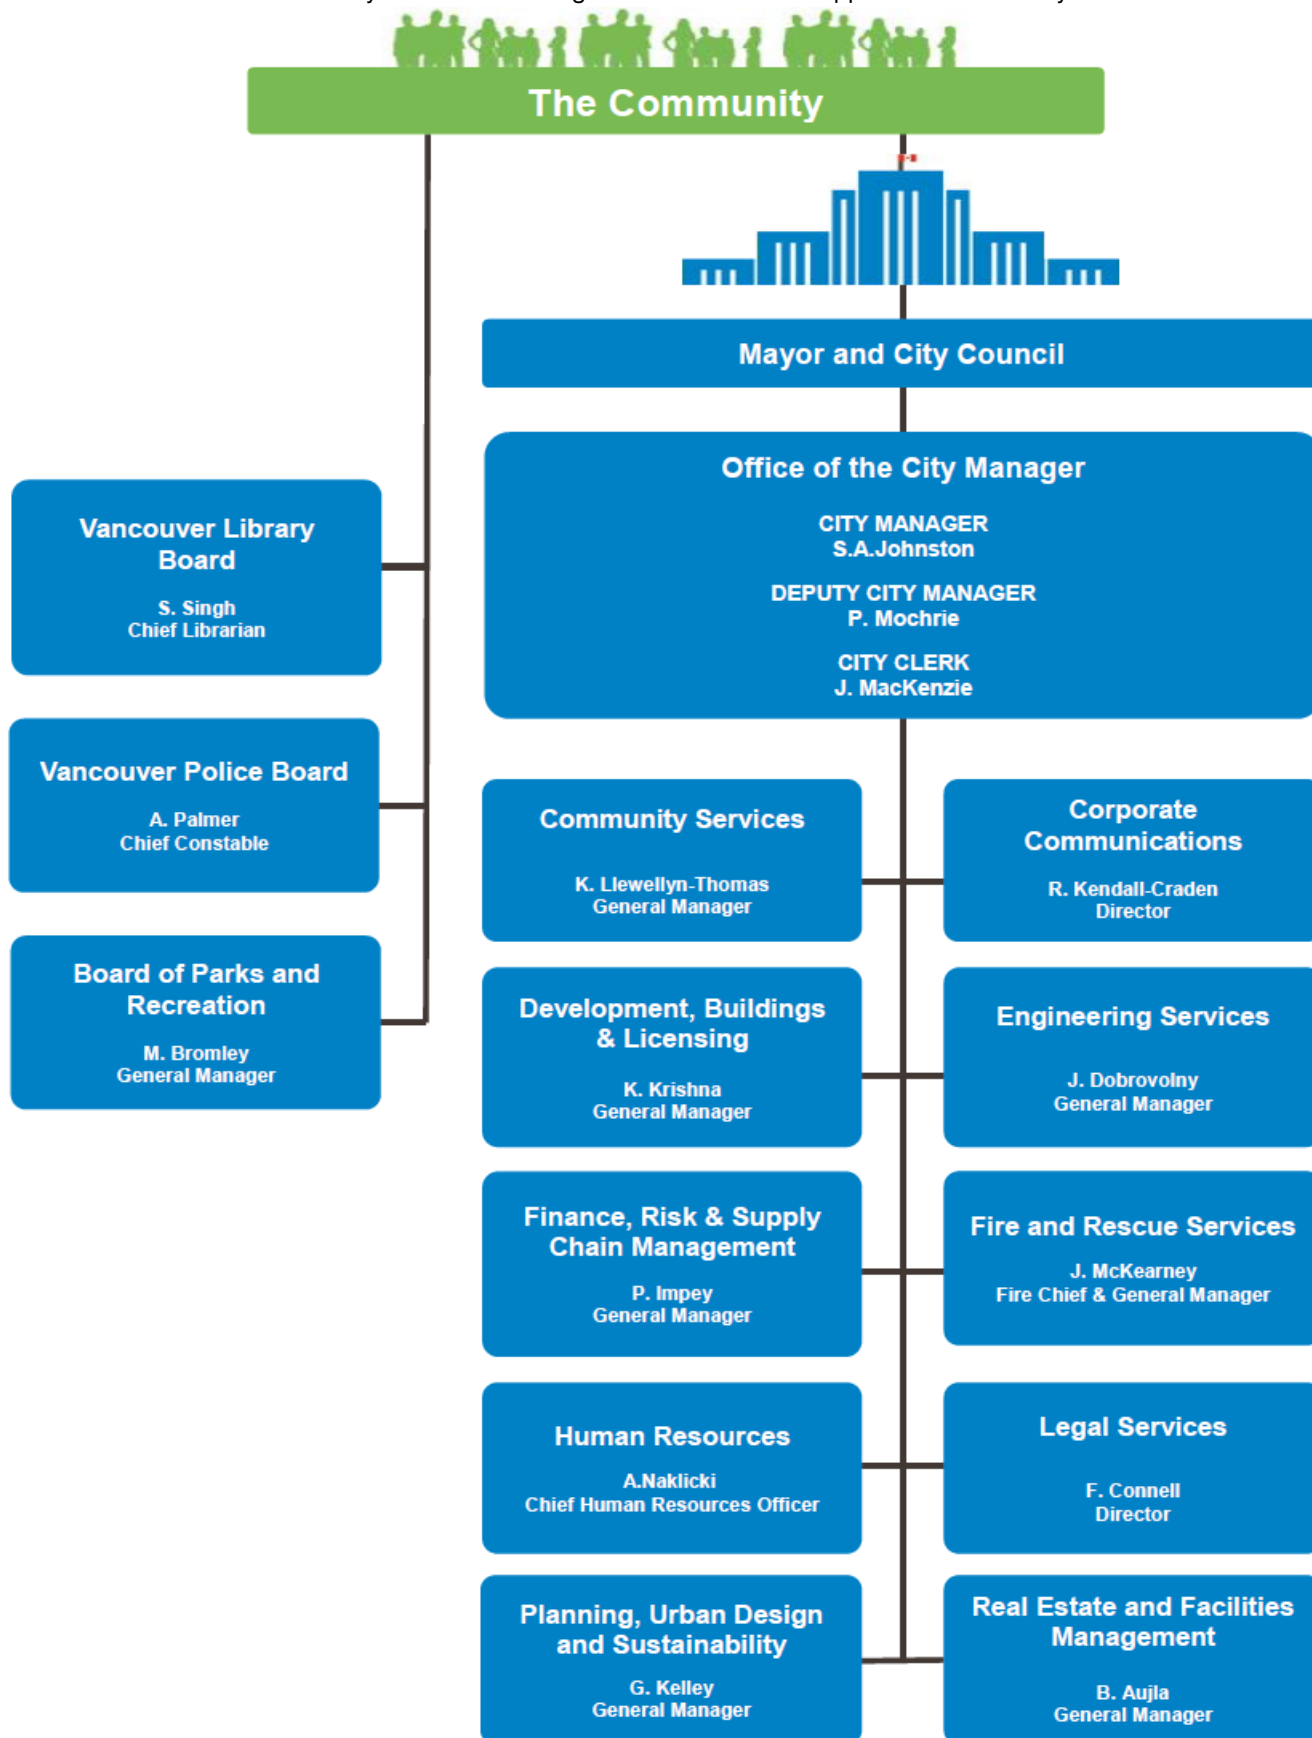 The Community
Mayor and City Council
Office of the City Manager
CITY MANAGER
S.A.Johnston
DEPUTY CITY MANAGER
P. Mochrie
CITY CLERK
J. MacKenzie
Vancouver Library
Board
S. Singh
Chief Librarian
Vancouver Police Board
A. Palmer
Chief Constable
Board of Parks and
Recreation
M. Bromley
General Manager
Community Services
K. Llewellyn-Thomas
General Manager
Corporate
Communications
R. Kendall-Craden
Director
Development, Buildings
& Licensing
K. Krishna
General Manager
Engineering Services
J. Dobrovolny
General Manager
Finance, Risk & Supply
Chain Management
P. Impey
General Manager
Fire and Rescue Services
J. McKearney
Fire Chief & General Manager
Human Resources
A.Naklicki
Chief Human Resources Officer
Legal Services
F. Connell
Director
Planning, Urban Design
and Sustainability
G. Kelley
General Manager
Real Estate and Facilities
Management
B. Aujla
General Manager